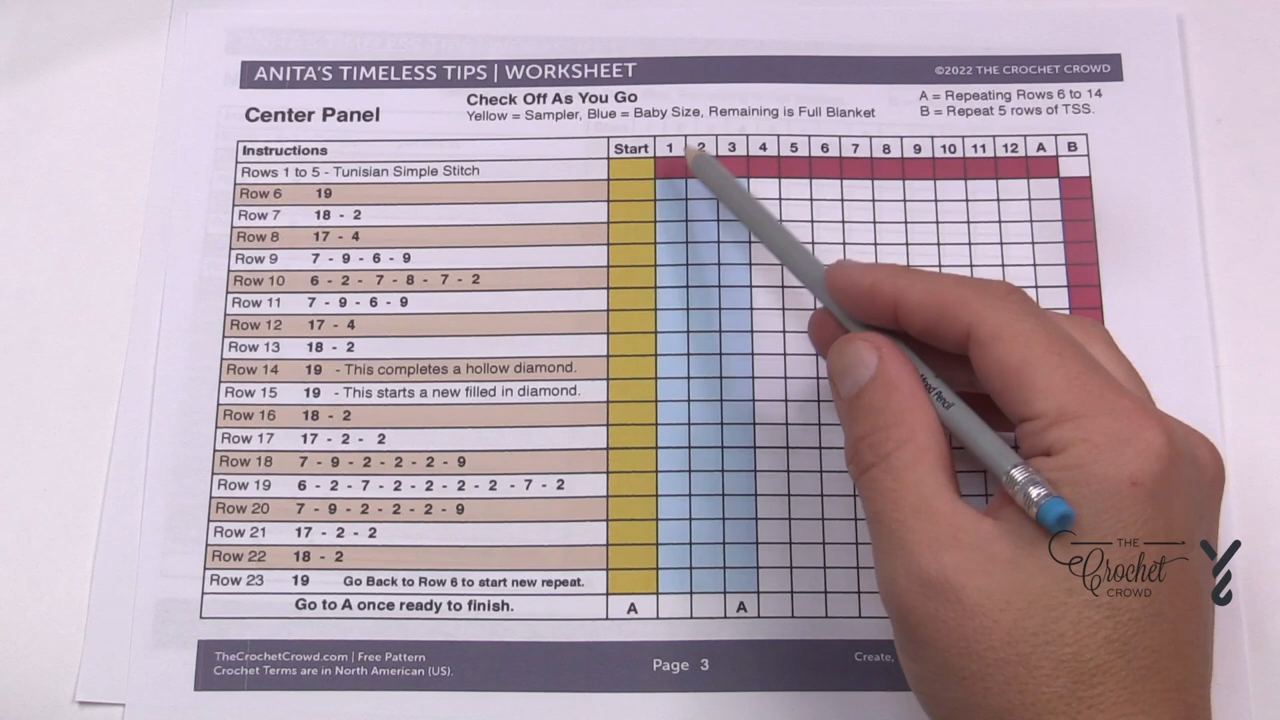 ANITA'S TIMELESS TIPS | WORKSHEET ©2022 THE CROCHET CROWD
Center Panel
Check Off As You Go
Yellow = Sampler, Blue = Baby Size, Remaining is Full Blanket
A = Repeating Rows 6 to 14
B = Repeat 5 rows of TSS.
Instructions Start 1 2 3 4 5 6 7 8 9 10 11 12 A B
Rows 1 to 5 - Tunisian Simple Stitch
Row 6 19
Row 7 18 - 2
Row 8 17 - 4
Row 9 7 - 9 - 6 - 9
Row 10 6 - 2 - 7 - 8 - 7 - 2
Row 11 7 - 9 - 6 - 9
Row 12 17 - 4
Row 13 18 - 2
Row 14 19 - This completes a hollow diamond.
Row 15 19 - This starts a new filled in diamond.
Row 16 18 - 2
Row 17 17 - 2 - 2
Row 18 7 - 9 - 2 - 2 - 2 - 9
Row 19 6 - 2 - 7 - 2 - 2 - 2 - 2 - 7 - 2
Row 20 7 - 9 - 2 - 2 - 2 - 9
Row 21 17 - 2 - 2
Row 22 18 - 2
Row 23 19 Go Back to Row 6 to start new repeat.
Go to A once ready to finish. A A
TheCrochetCrowd.com | Free Pattern
Crochet Terms are in North American (US).
Page 3
Create,
Mood Pencil
THE
Crochet
CROWD